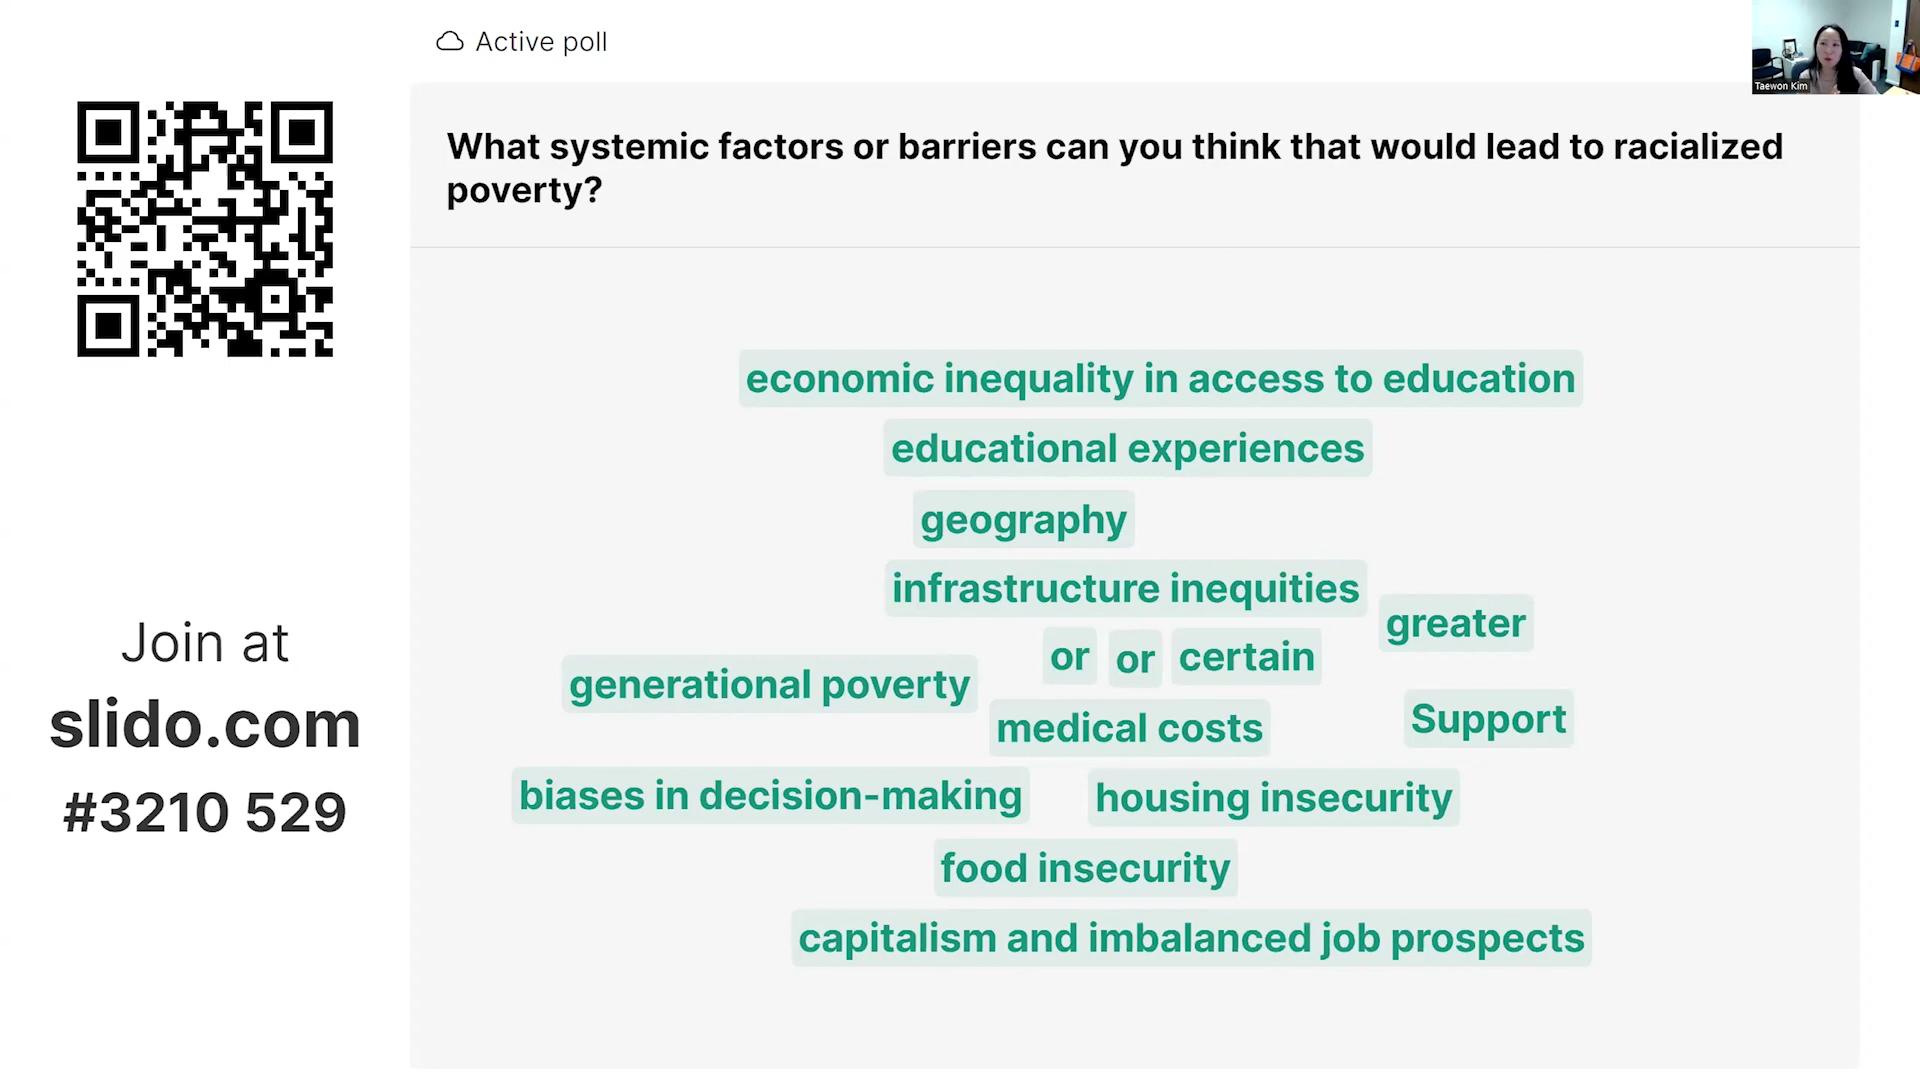 Active poll
Taewon Kim
What systemic factors or barriers can you think that would lead to racialized
poverty?
economic inequality in access to education
educational experiences
geography
infrastructure inequities
greater
or or certain
generational poverty
Support
medical costs
biases in decision-making
housing insecurity
food insecurity
capitalism and imbalanced job prospects
Join at
slido.com
#3210 529